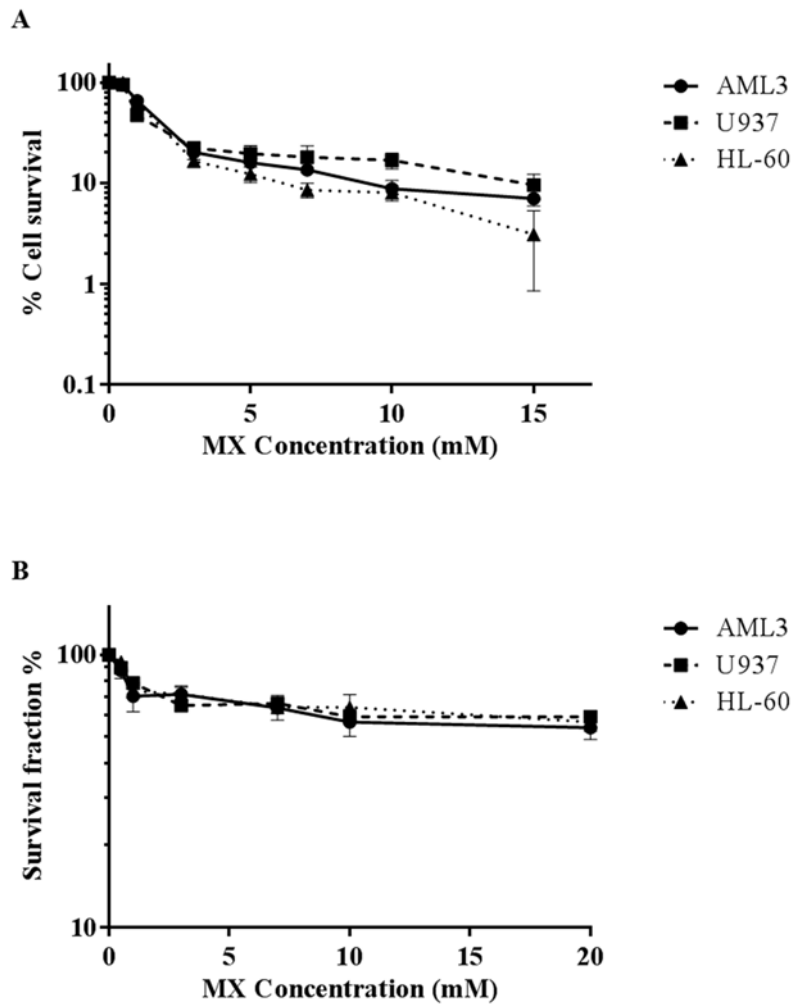 A
100
10
1
0.1
% Cell survival
0 5 10 15
MX Concentration (mM)
AML3
U937
HL-60
B
100
10
Survival fraction %
0 5 10 15 20
MX Concentration (mM)
AML3
U937
HL-60